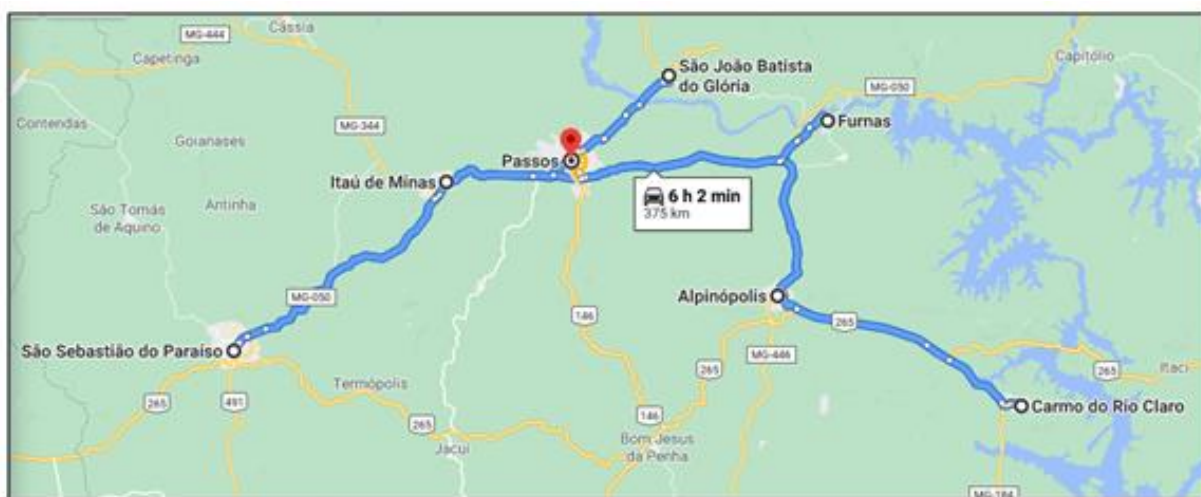 Cássia
MG-444
Capetinga
São João Batista
do Glória
Capitólio
MG-050
Contendas
MG-344
Furnas
Goianases
Passos
Itaú de Minas
6 h 2 min
375 km
São Tomás
de Aquino
Antinha
MG-050
Alpinópolis
146
265
São Sebastião do Paraíso
MG-446
265
265
Itaci
Termópolis
265
491
Carmo do Rio Claro
146
265
Jacuí
Bom Jesus
da Penha
MG-184